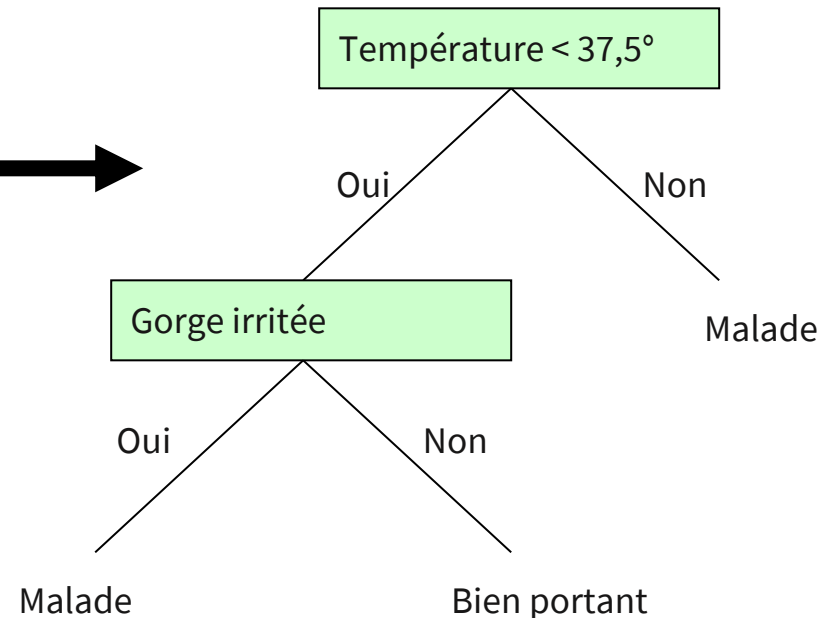 Température < 37,5°
Oui
Non
Gorge irritée
Malade
Oui
Non
Malade
Bien portant